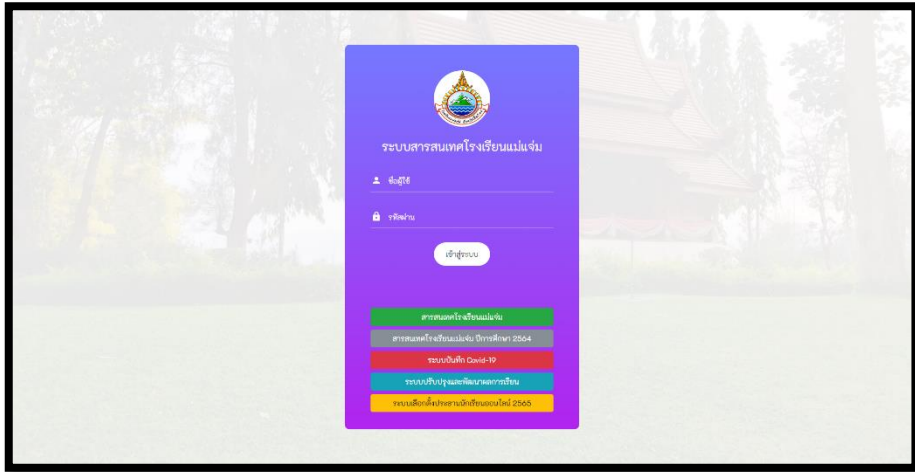 ระบบสารสนเทศโรงเรียนแม่แจ่ม
ชื่อผู้ใช้
รหัสผ่าน
เข้าสู่ระบบ
สารสนเทศโรงเรียนแม่แจ่ม
สารสนเทศโรงเรียนแม่แจ่ม ปีการศึกษา 2564
ระบบบันทึก Covid-19
ระบบปรับปรุงและพัฒนาผลการเรียน
ระบบเลือกตั้งประธานนักเรียนออนไลน์ 2565